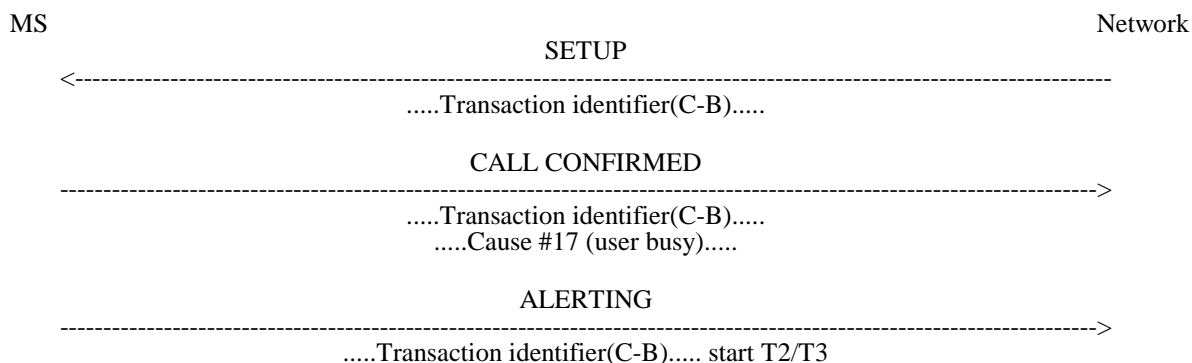 MS Network
SETUP
<----------------------------------------------------------------------------------------------------------------------------
.....Transaction identifier(C-B).....
CALL CONFIRMED
---------------------------------------------------------------------------------------------------------------------------->
.....Transaction identifier(C-B).....
.....Cause #17 (user busy).....
ALERTING
---------------------------------------------------------------------------------------------------------------------------->
.....Transaction identifier(C-B)..... start T2/T3